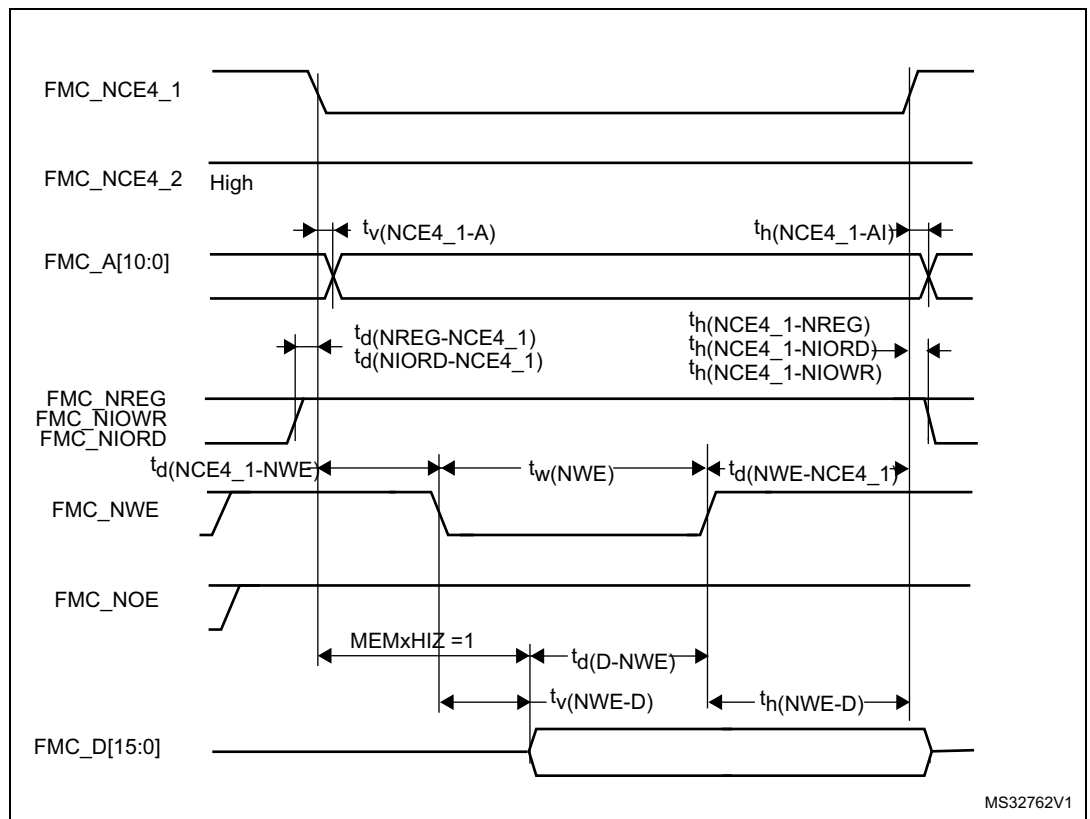 FMC_NCE4_1
FMC_NCE4_2 High
tv(NCE4_1-A) th(NCE4_1-AI)
FMC_A[10:0]
td(NREG-NCE4_1) th(NCE4_1-NREG)
td(NIORD-NCE4_1) th(NCE4_1-NIORD)
th(NCE4_1-NIOWR)
FMC_NREG
FMC_NIOWR
FMC_NIORD
td(NCE4_1-NWE) tw(NWE) td(NWE-NCE4_1)
FMC_NWE
FMC_NOE
MEMxHIZ =1
td(D-NWE)
tv(NWE-D) th(NWE-D)
FMC_D[15:0]
MS32762V1